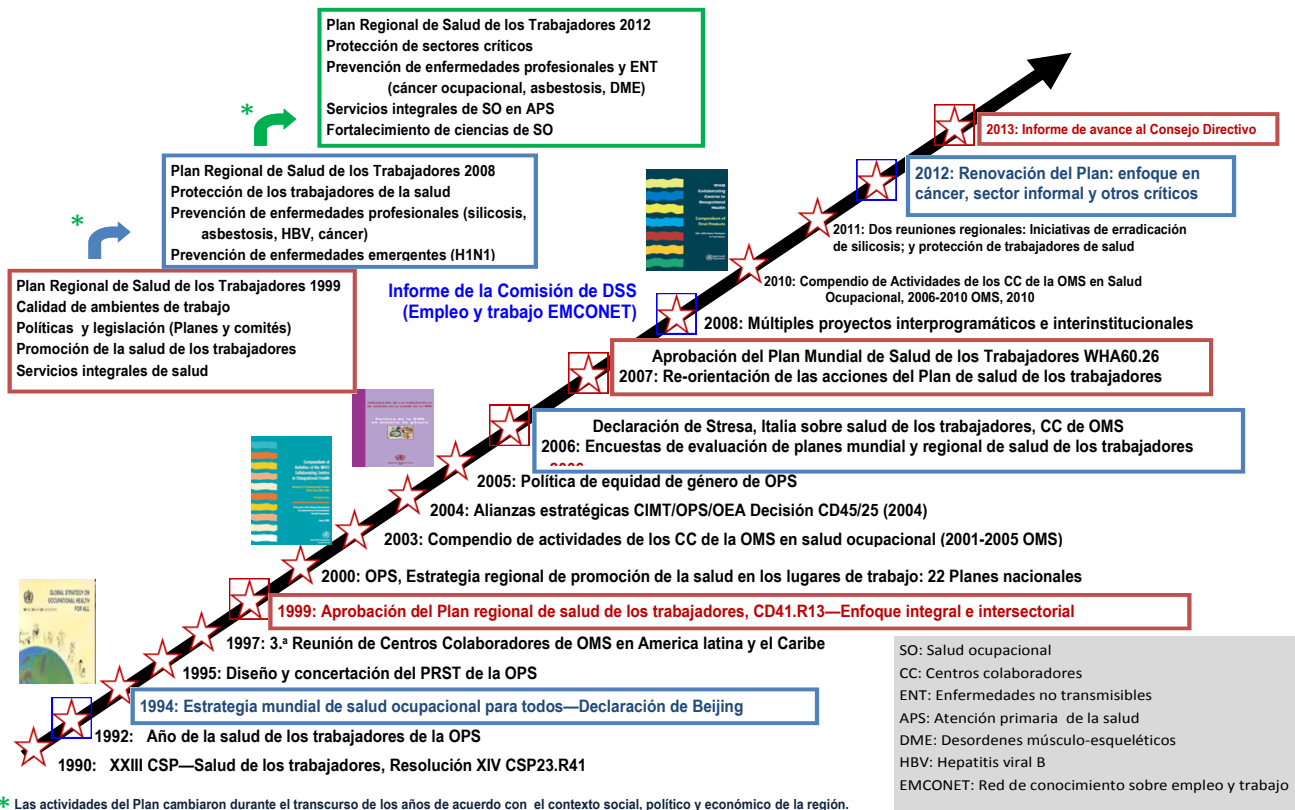 Plan Regional de Salud de los Trabajadores 2012
Protección de sectores críticos
Prevención de enfermedades profesionales y ENT
(cáncer ocupacional, asbestosis, DME)
Servicios integrales de SO en APS
Fortalecimiento de ciencias de SO
*
Plan Regional de Salud de los Trabajadores 2008
Protección de los trabajadores de la salud
Prevención de enfermedades profesionales (silicosis,
asbestosis, HBV, cáncer)
Prevención de enfermedades emergentes (H1N1)
*
Plan Regional de Salud de los Trabajadores 1999
Calidad de ambientes de trabajo
Políticas y legislación (Planes y comités)
Promoción de la salud de los trabajadores
Servicios integrales de salud
2013: Informe de avance al Consejo Directivo
2012: Renovación del Plan: enfoque en
cáncer, sector informal y otros críticos
WHO
Collaborating
Centres in
Occupational
Health
2011: Dos reuniones regionales: Iniciativas de erradicación
de silicosis; y protección de trabajadores de salud
2010: Compendio de Actividades de los CC de la OMS en Salud
Ocupacional, 2006-2010 OMS, 2010
Informe de la Comisión de DSS
(Empleo y trabajo EMCONET)
2008: Múltiples proyectos interprogramáticos e interinstitucionales
Aprobación del Plan Mundial de Salud de los Trabajadores WHA60.26
2007: Re-orientación de las acciones del Plan de salud de los trabajadores
Declaración de Stresa, Italia sobre salud de los trabajadores, CC de OMS
2006: Encuestas de evaluación de planes mundial y regional de salud de los trabajadores
2005: Política de equidad de género de OPS
2004: Alianzas estratégicas CIMT/OPS/OEA Decisión CD45/25 (2004)
2003: Compendio de actividades de los CC de la OMS en salud ocupacional (2001-2005 OMS)
2000: OPS, Estrategia regional de promoción de la salud en los lugares de trabajo: 22 Planes nacionales
GLOBAL STRATEGY ON
OCCUPATIONAL HEALTH
FOR ALL
1999: Aprobación del Plan regional de salud de los trabajadores, CD41.R13—Enfoque integral e intersectorial
1997: 3.ª Reunión de Centros Colaboradores de OMS en America latina y el Caribe
1995: Diseño y concertación del PRST de la OPS
1994: Estrategia mundial de salud ocupacional para todos—Declaración de Beijing
1992: Año de la salud de los trabajadores de la OPS
1990: XXIII CSP—Salud de los trabajadores, Resolución XIV CSP23.R41
SO: Salud ocupacional
CC: Centros colaboradores
ENT: Enfermedades no transmisibles
APS: Atención primaria de la salud
DME: Desordenes músculo-esqueléticos
HBV: Hepatitis viral B
EMCONET: Red de conocimiento sobre empleo y trabajo
* Las actividades del Plan cambiaron durante el transcurso de los años de acuerdo con el contexto social, político y económico de la región.